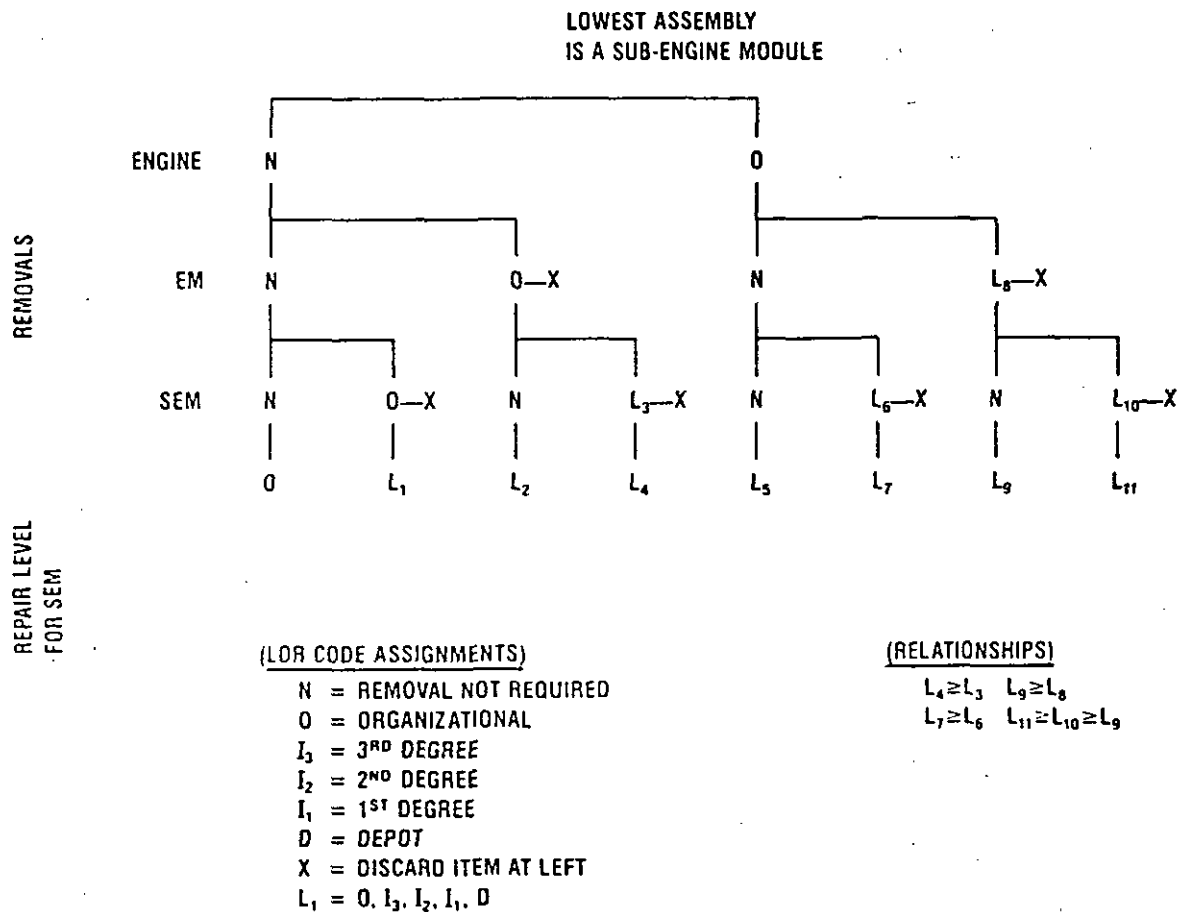 LOWEST ASSEMBLY
IS A SUB-ENGINE MODULE
ENGINE N O
REMOVALS
EM N O—X N L₈—X
SEM N O—X N L₃—X N L₆—X N L₁₀—X
O L₁ L₂ L₄ L₅ L₇ L₉ L₁₁
REPAIR LEVEL
FOR SEM
(LOR CODE ASSIGNMENTS)
N = REMOVAL NOT REQUIRED
O = ORGANIZATIONAL
I₃ = 3RD DEGREE
I₂ = 2ND DEGREE
I₁ = 1ST DEGREE
D = DEPOT
X = DISCARD ITEM AT LEFT
L₁ = O, I₃, I₂, I₁, D
(RELATIONSHIPS)
L₄≥L₃ L₉≥L₈
L₇≥L₆ L₁₁≥L₁₀≥L₉